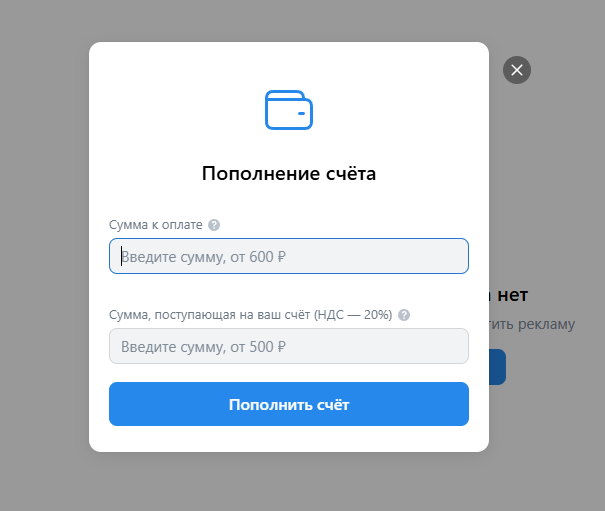 Пополнение счёта
Сумма к оплате ?
Введите сумму, от 600 ₽
Сумма, поступающая на ваш счёт (НДС — 20%) ?
Введите сумму, от 500 ₽
Пополнить счёт
нет
рекламу